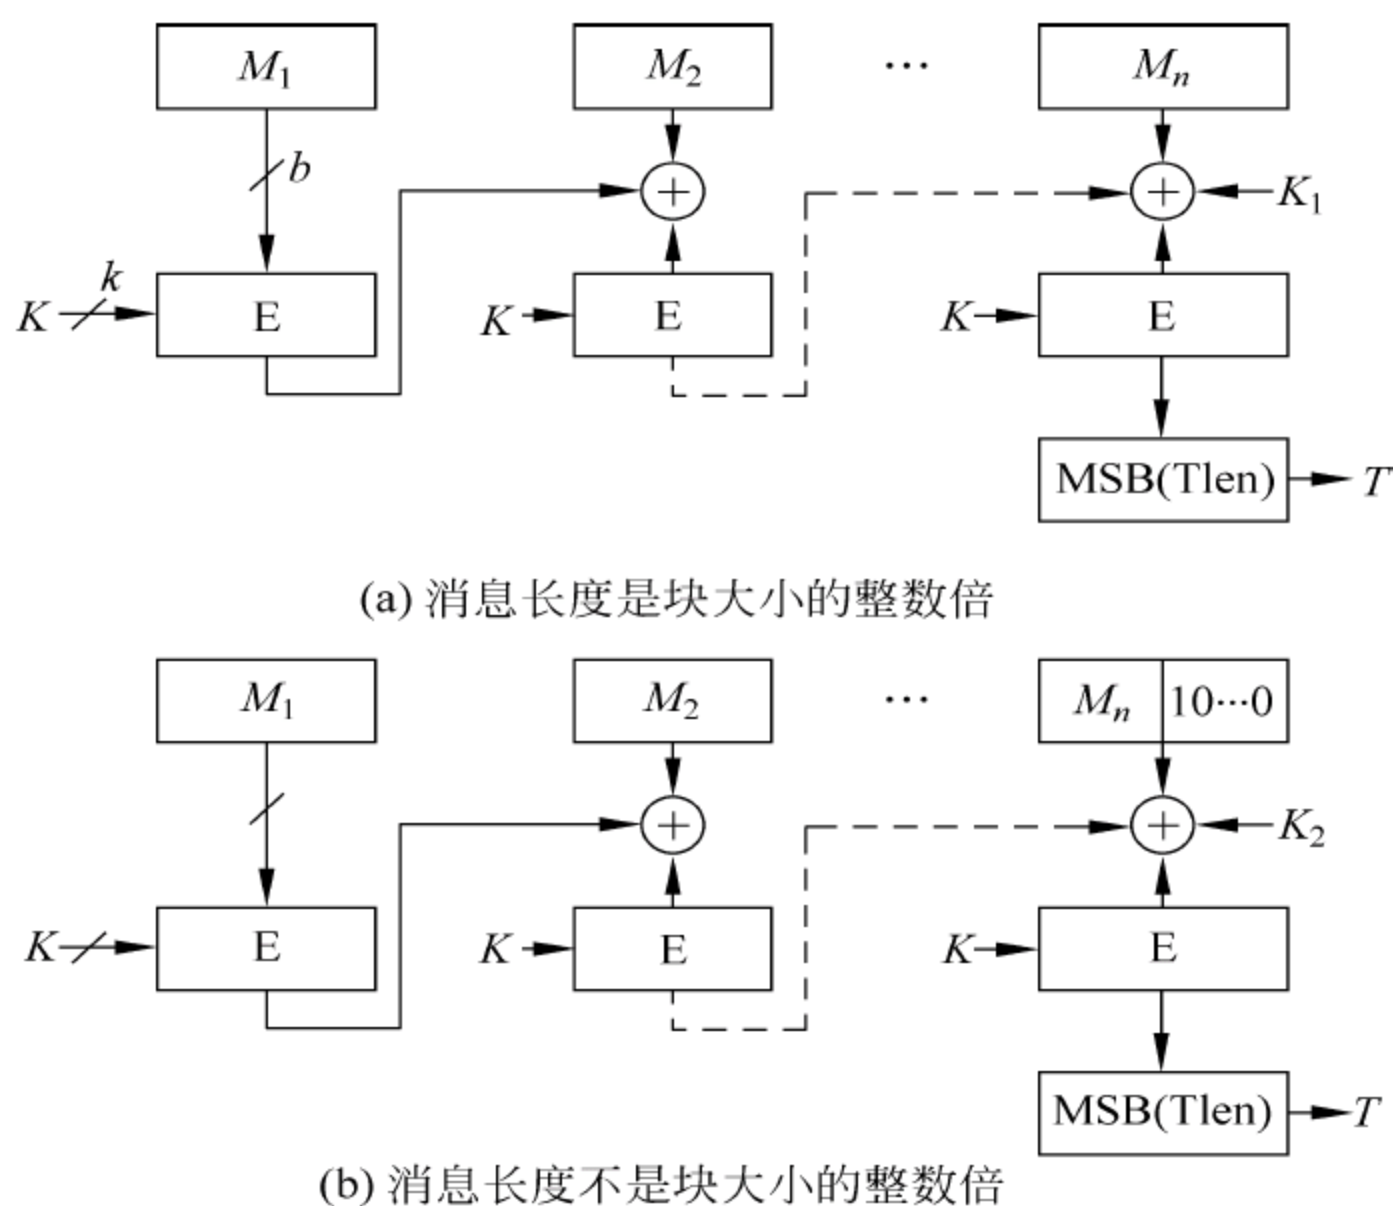 M₁ M₂ ··· Mₙ
b
K₁
k
K E K E K E
MSB(Tlen) T
(a) 消息长度是块大小的整数倍
M₁ M₂ ··· Mₙ 10···0
K₂
K E K E K E
MSB(Tlen) T
(b) 消息长度不是块大小的整数倍